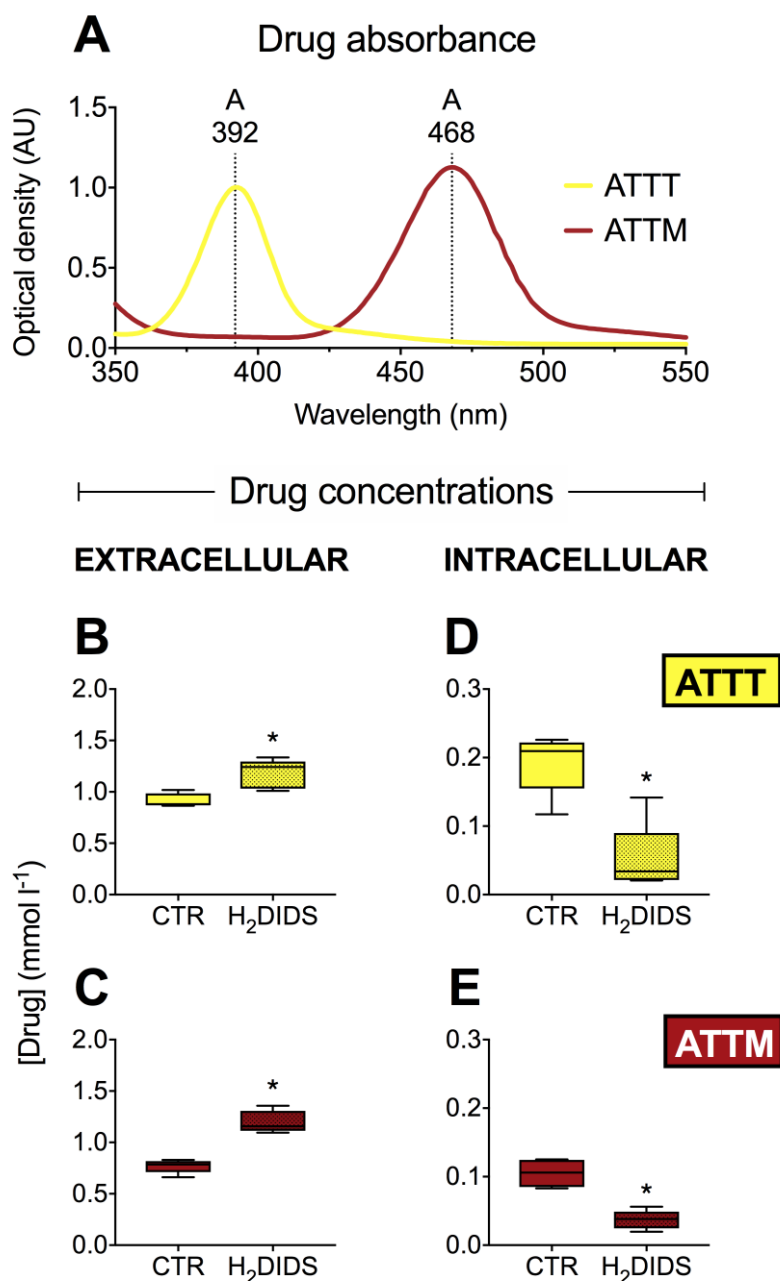 A Drug absorbance
A A
392 468
ATTT
ATTM
Optical density (AU)
1.5
1.0
0.5
0.0
350 400 450 500 550
Wavelength (nm)
Drug concentrations
EXTRACELLULAR INTRACELLULAR
[Drug] (mmol l⁻¹)
B
2.0
1.5
1.0
0.5
0.0
*
CTR H₂DIDS
D
ATTT
0.3
0.2
0.1
0.0
*
CTR H₂DIDS
C
2.0
1.5
1.0
0.5
0.0
*
CTR H₂DIDS
E
ATTM
0.3
0.2
0.1
0.0
*
CTR H₂DIDS